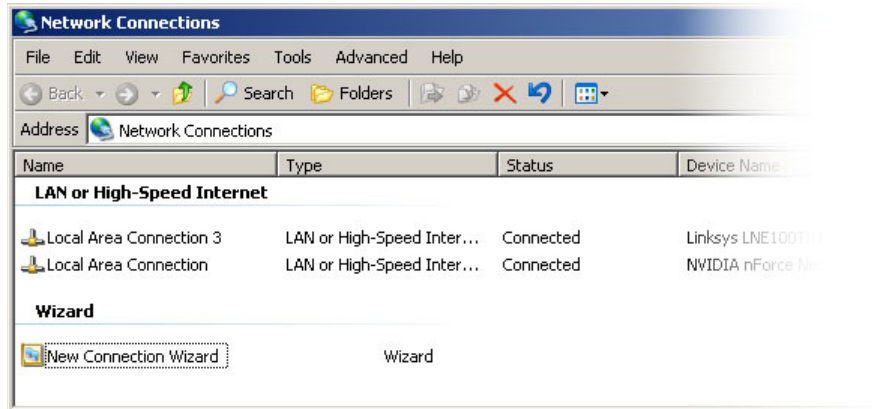 Network Connections
File Edit View Favorites Tools Advanced Help
Back Search Folders
Address Network Connections
Name Type Status Device Name
LAN or High-Speed Internet
Local Area Connection 3 LAN or High-Speed Inter... Connected Linksys
Local Area Connection LAN or High-Speed Inter... Connected NVIDIA nForce
Wizard
New Connection Wizard Wizard